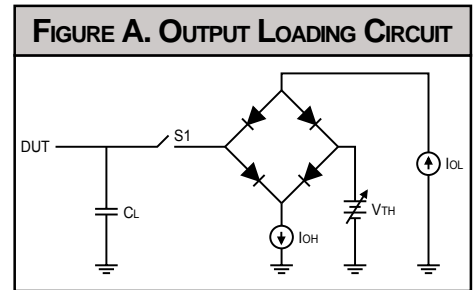 FIGURE A. OUTPUT LOADING CIRCUIT
S1
DUT
IOL
CL
VTH
IOH